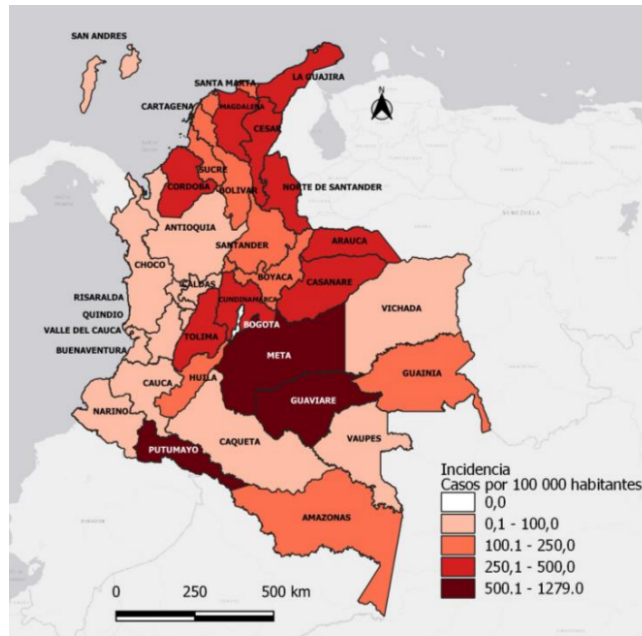 SAN ANDRES
LA GUAJIRA
SANTA MARTA
CARTAGENA
MAGDALENA
CESAR
N
SUCRE
CORDOBA
BOLIVAR
NORTE DE SANTANDER
ANTIOQUIA
SANTANDER
ARAUCA
CHOCO
BOYACA
CASANARE
CALDAS
RISARALDA
CUNDINAMARCA
VICHADA
QUINDIO
BOGOTA
VALLE DEL CAUCA
TOLIMA
BUENAVENTURA
META
HUILA
GUAINIA
CAUCA
GUAVIARE
NARINO
VAUPES
CAQUETA
PUTUMAYO
AMAZONAS
Incidencia
Casos por 100 000 habitantes
0,0
0,1 - 100,0
100.1 - 250,0
250,1 - 500,0
500.1 - 1279.0
0 250 500 km